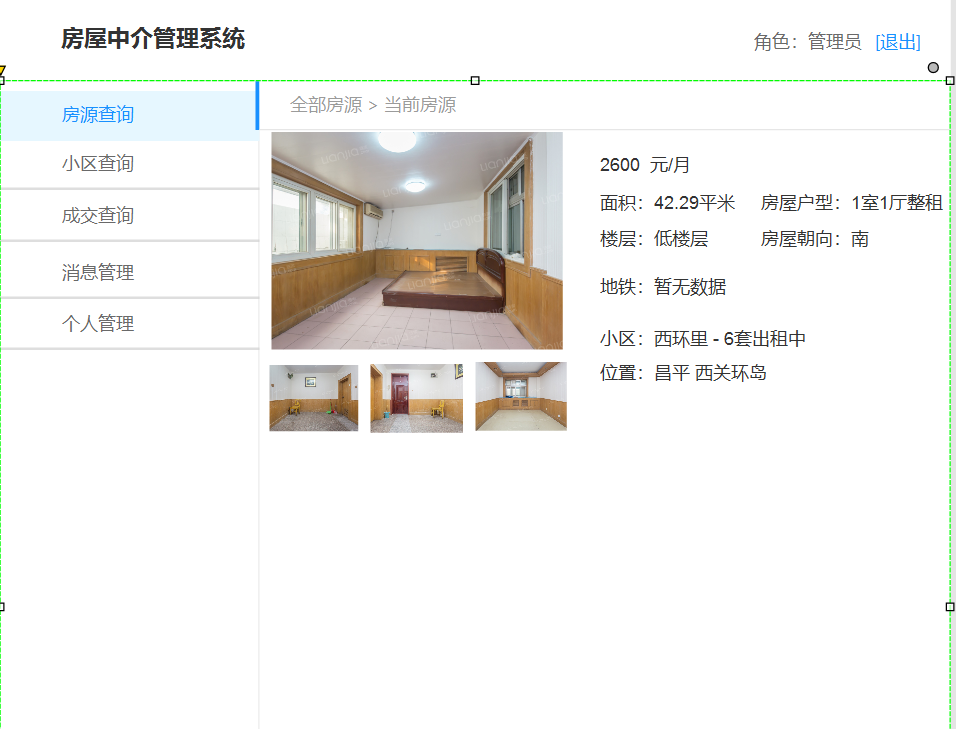 房屋中介管理系统
角色：管理员 [退出]
房源查询
小区查询
成交查询
消息管理
个人管理
全部房源 > 当前房源
2600 元/月
面积：42.29平米 房屋户型：1室1厅整租
楼层：低楼层 房屋朝向：南
地铁：暂无数据
小区：西环里 - 6套出租中
位置：昌平 西关环岛